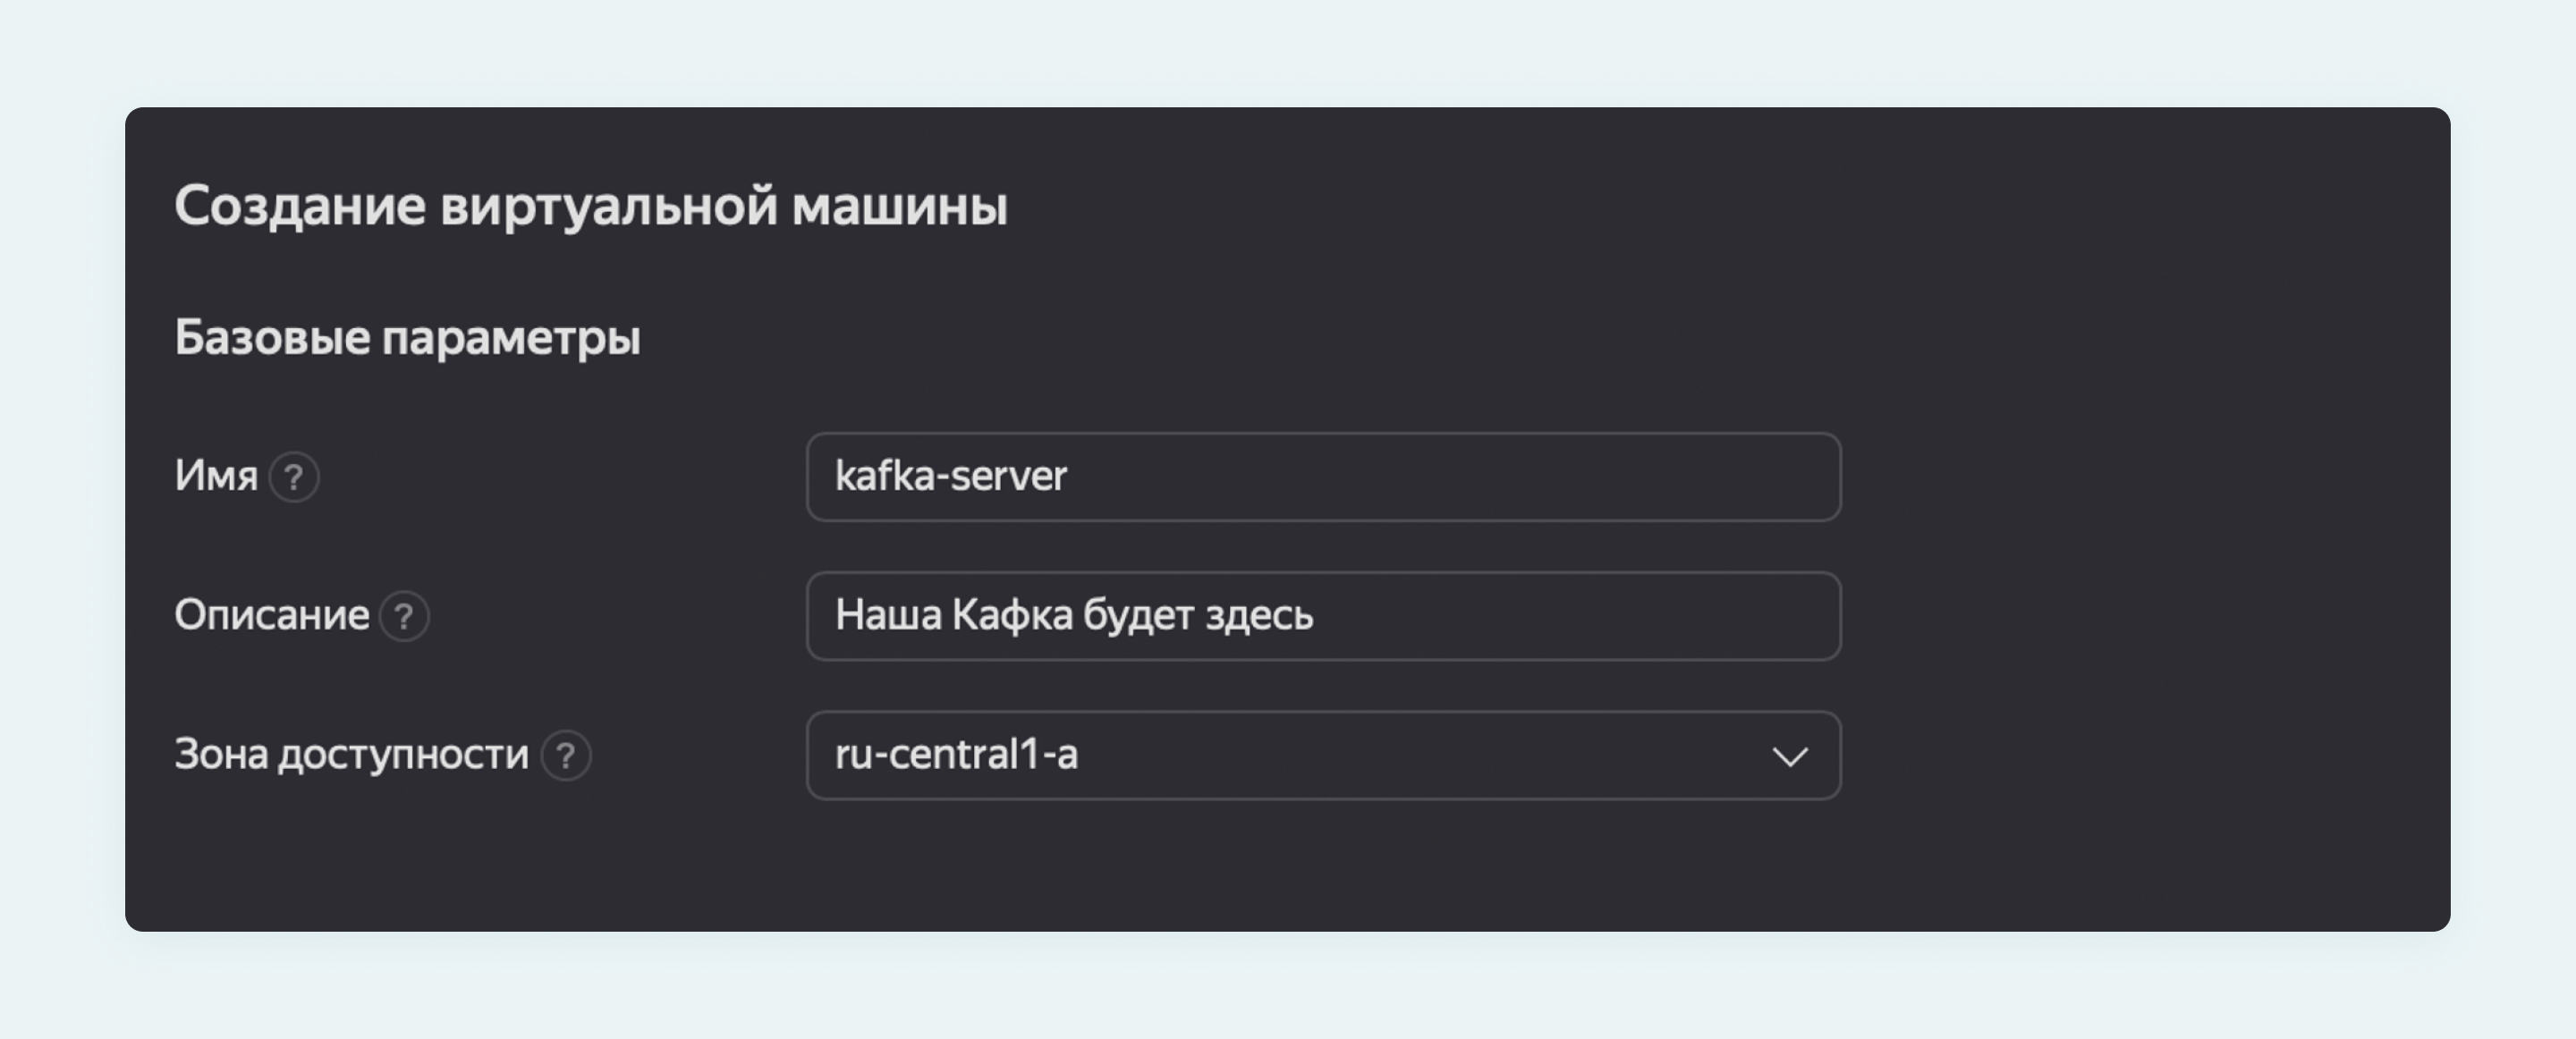 Создание виртуальной машины
Базовые параметры
Имя ? kafka-server
Описание ? Наша Кафка будет здесь
Зона доступности ? ru-central1-a